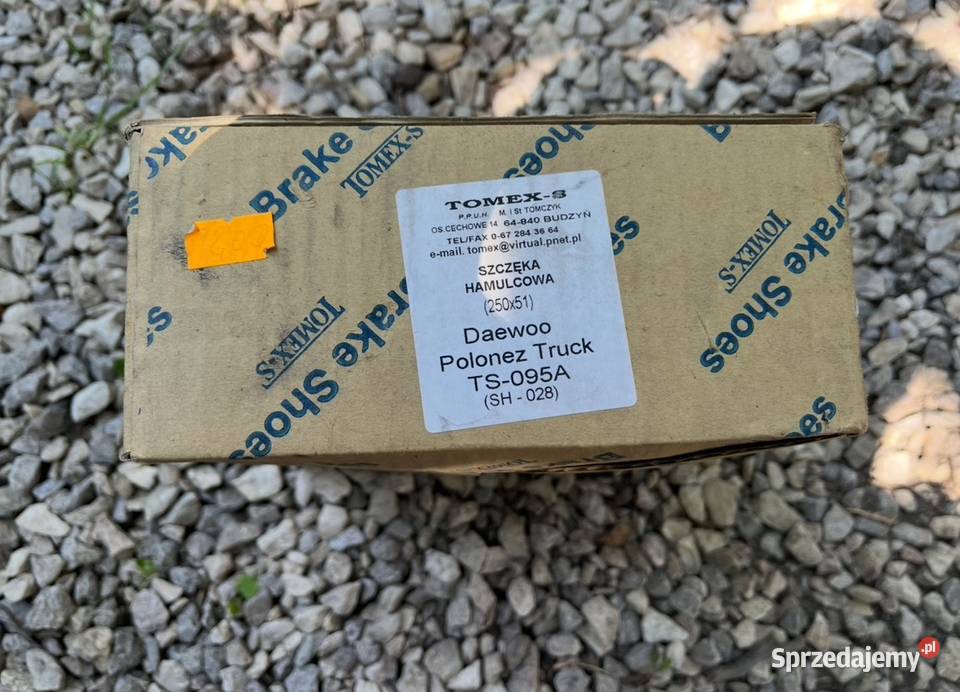 Brake Shoes
TOMEX-S
TOMEX-S
P.P.U.H. M. i St TOMCZYK
OS.CECHOWE 14 64-840 BUDZYŃ
TEL/FAX 0-67 284 36 64
e-mail. tomex@virtual.pnet.pl
SZCZĘKA
HAMULCOWA
(250x51)
Daewoo
Polonez Truck
TS-095A
(SH - 028)
TOMEX-S
Brake Shoes
TOMEX-S
Brake Shoes
Sprzedajemy.pl